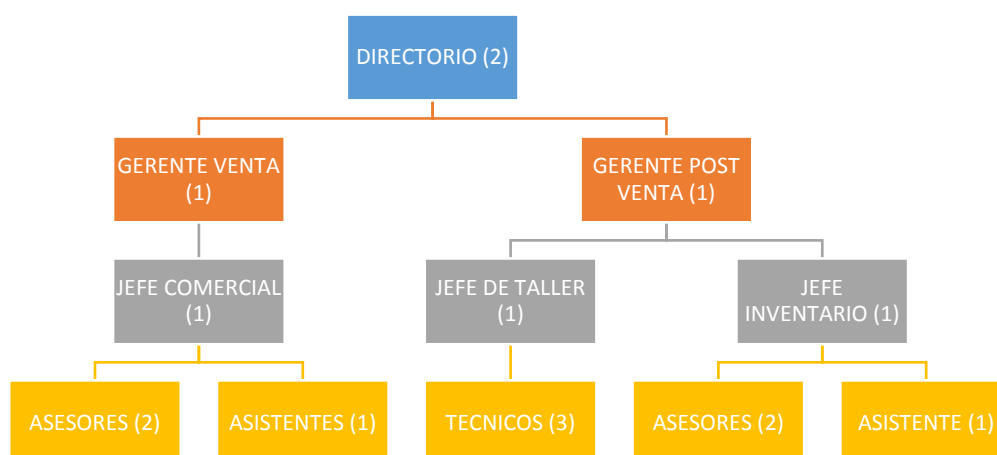 DIRECTORIO (2)
GERENTE VENTA
(1)
GERENTE POST
VENTA (1)
JEFE COMERCIAL
(1)
JEFE DE TALLER
(1)
JEFE
INVENTARIO (1)
ASESORES (2)
ASISTENTES (1)
TECNICOS (3)
ASESORES (2)
ASISTENTE (1)